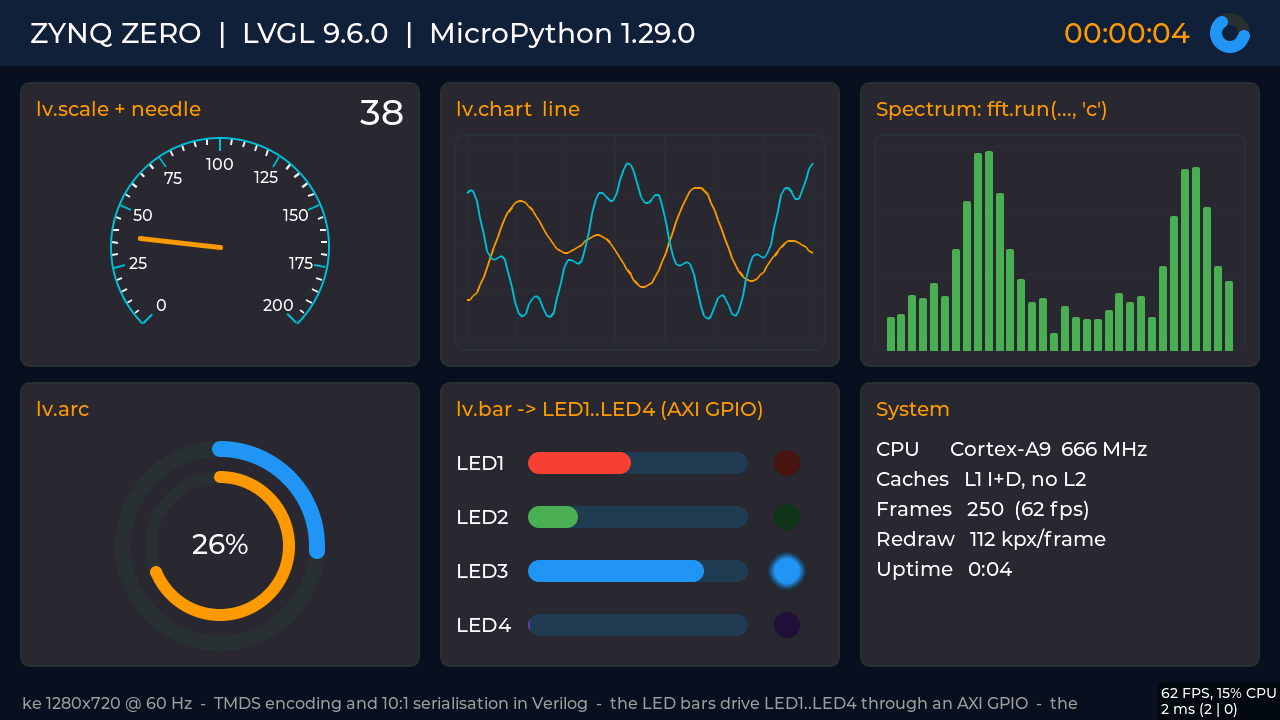 ZYNQ ZERO | LVGL 9.6.0 | MicroPython 1.29.0
00:00:04
lv.scale + needle
38
0
25
50
75
100
125
150
175
200
lv.chart line
Spectrum: fft.run(..., 'c')
lv.arc
26%
lv.bar -> LED1..LED4 (AXI GPIO)
LED1
LED2
LED3
LED4
System
CPU Cortex-A9 666 MHz
Caches L1 I+D, no L2
Frames 250 (62 fps)
Redraw 112 kpx/frame
Uptime 0:04
ke 1280x720 @ 60 Hz - TMDS encoding and 10:1 serialisation in Verilog - the LED bars drive LED1..LED4 through an AXI GPIO - the
62 FPS, 15% CPU
2 ms (2 | 0)